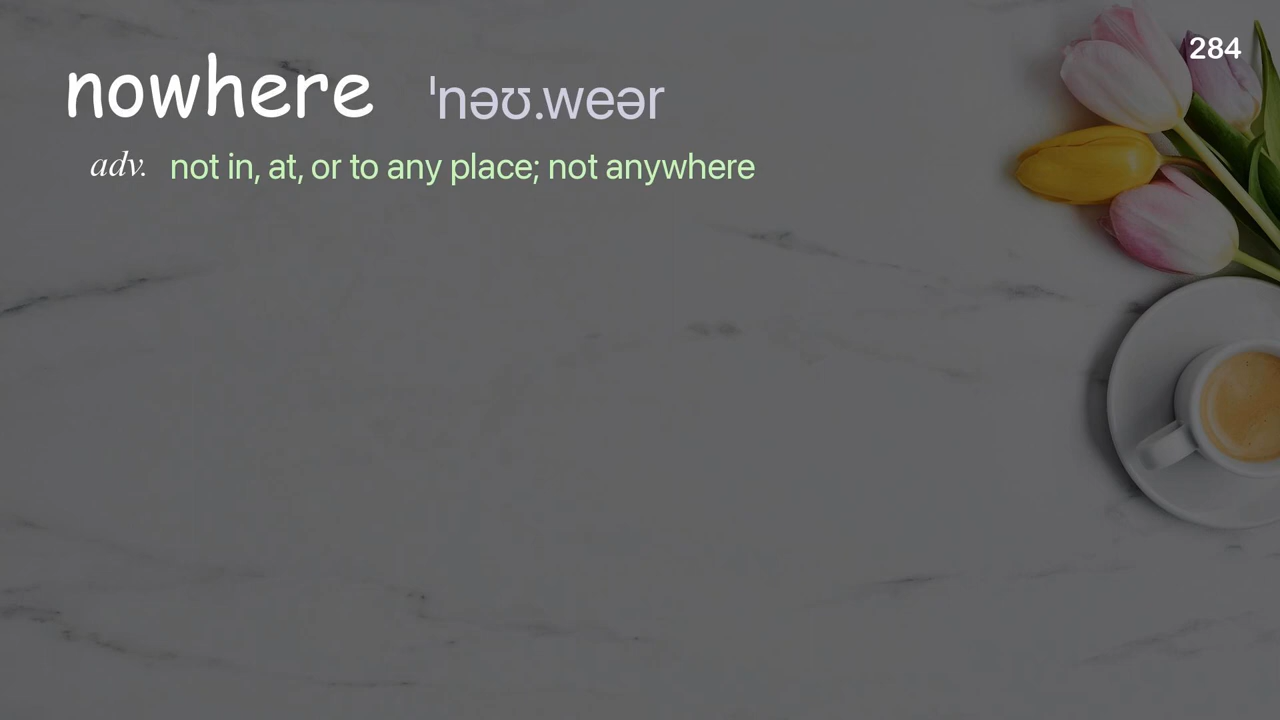 284
nowhere ˈnəʊ.weər
adv. not in, at, or to any place; not anywhere